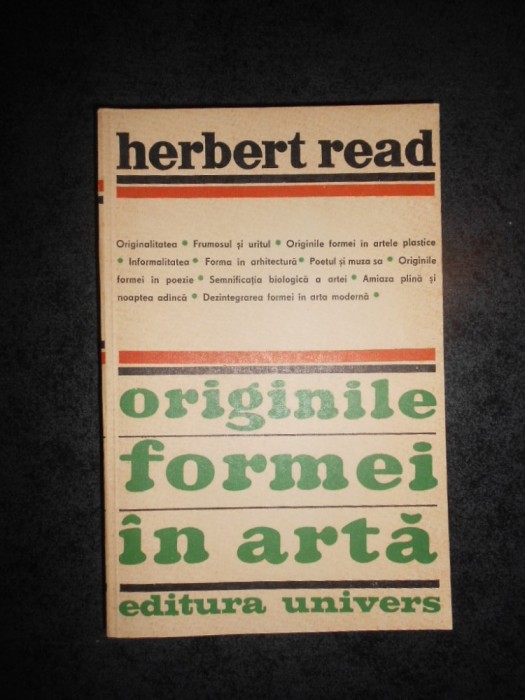 herbert read
Originalitatea • Frumosul și urîtul • Originile formei în artele plastice
• Informalitatea • Forma în arhitectură • Poetul și muza sa • Originile
formei în poezie • Semnificația biologică a artei • Amiaza plină și
noaptea adîncă • Dezintegrarea formei în arta modernă •
originile
formei
în artă
editura univers